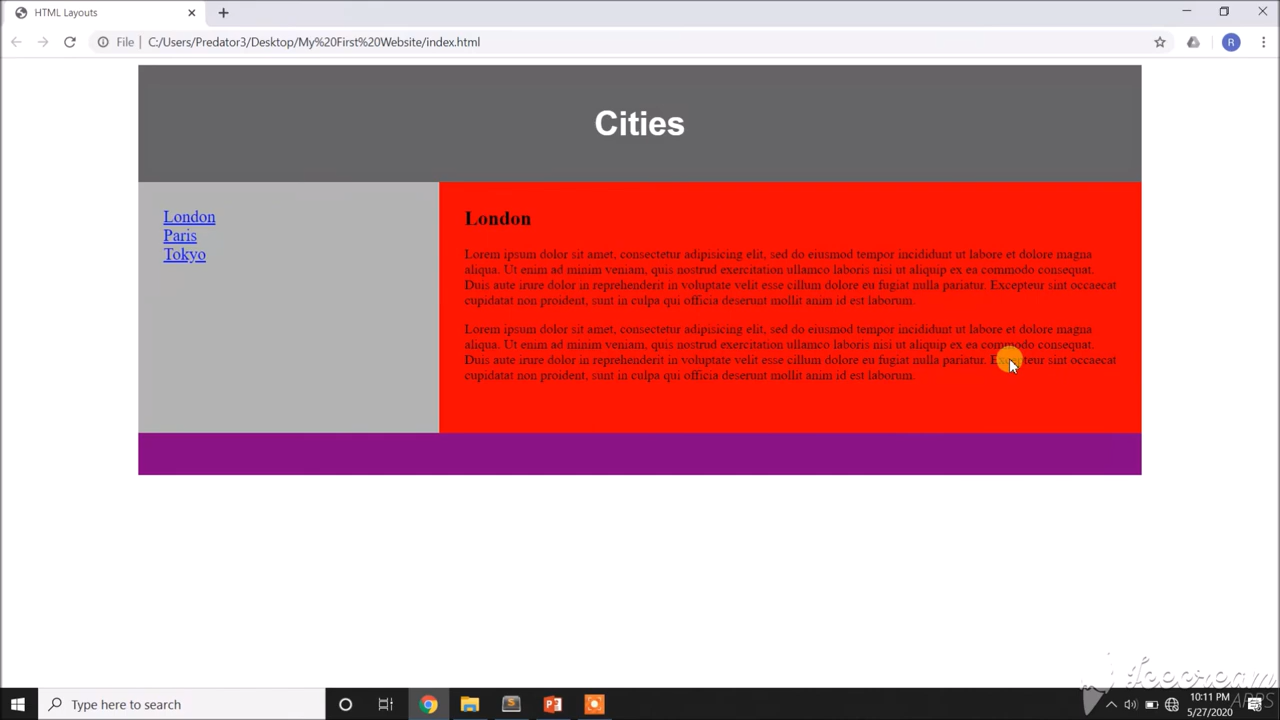 HTML Layouts
File
C:/Users/Predator3/Desktop/My%20First%20Website/index.html
R
Cities
London
Paris
Tokyo
London
Lorem ipsum dolor sit amet, consectetur adipisicing elit, sed do eiusmod tempor incididunt ut labore et dolore magna
aliqua. Ut enim ad minim veniam, quis nostrud exercitation ullamco laboris nisi ut aliquip ex ea commodo consequat.
Duis aute irure dolor in reprehenderit in voluptate velit esse cillum dolore eu fugiat nulla pariatur. Excepteur sint occaecat
cupidatat non proident, sunt in culpa qui officia deserunt mollit anim id est laborum.
Lorem ipsum dolor sit amet, consectetur adipisicing elit, sed do eiusmod tempor incididunt ut labore et dolore magna
aliqua. Ut enim ad minim veniam, quis nostrud exercitation ullamco laboris nisi ut aliquip ex ea commodo consequat.
Duis aute irure dolor in reprehenderit in voluptate velit esse cillum dolore eu fugiat nulla pariatur. Excepteur sint occaecat
cupidatat non proident, sunt in culpa qui officia deserunt mollit anim id est laborum.
Icecream
APPS
Type here to search
10:11 PM
5/27/2020